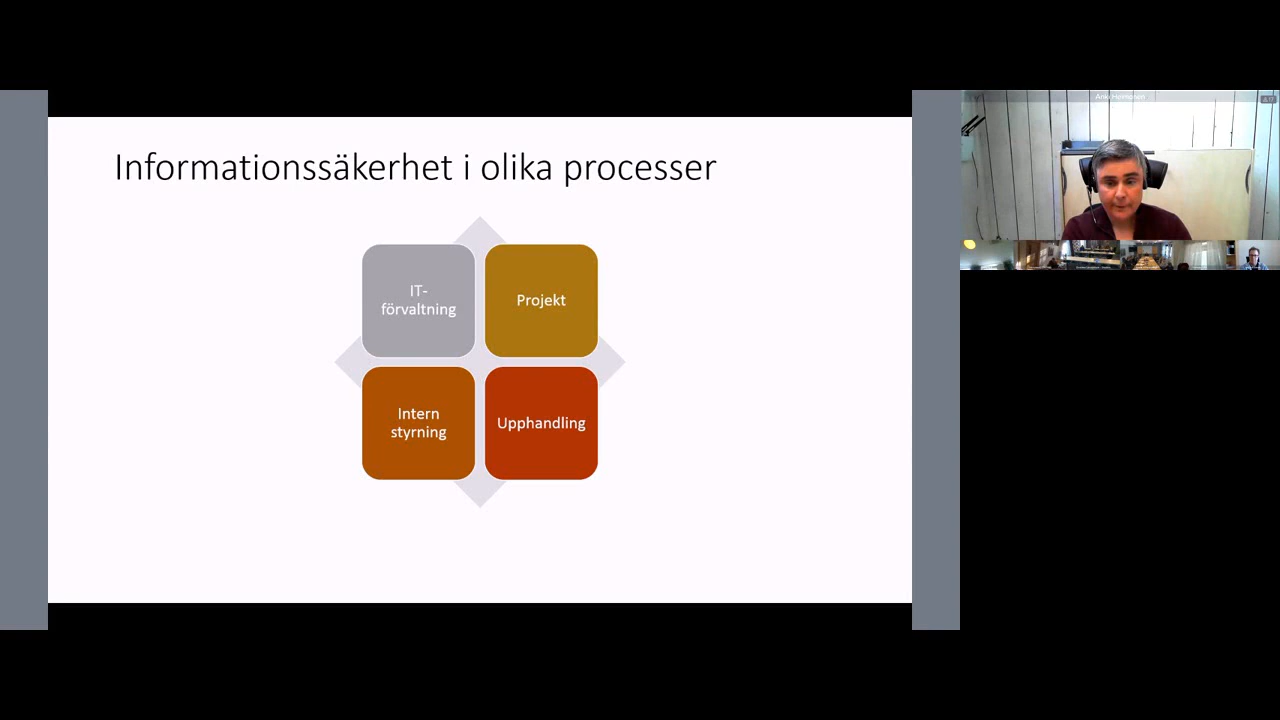 Informationssäkerhet i olika processer
IT-
förvaltning
Projekt
Intern
styrning
Upphandling